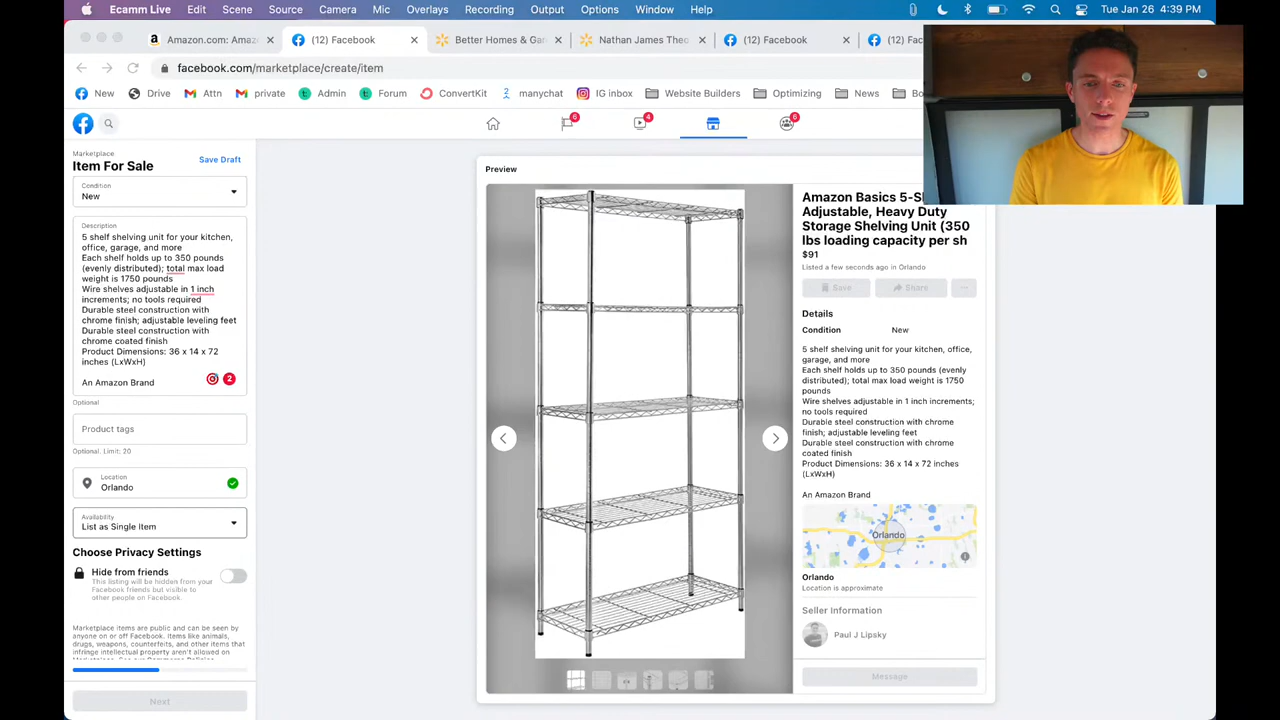 Ecamm Live File Edit Scene Sources Camera Mic Overlays Recording Output Options Window Help Tue Jan 26 4:39 PM
Amazon.com: Amaz
(12) Facebook
Better Homes & Gar
Nathan James Theo
(12) Facebook
(12) Fac
facebook.com/marketplace/create/item
New Drive Attn private Admin Forum ConvertKit manychat IG inbox Website Builders Optimizing News Bo
6 4 6
Marketplace
Item For Sale
Save Draft
Condition
New
Description
5 shelf shelving unit for your kitchen,
office, garage, and more
Each shelf holds up to 350 pounds
(evenly distributed); total max load
weight is 1750 pounds
Wire shelves adjustable in 1 inch
increments; no tools required
Durable steel construction with
chrome finish; adjustable leveling feet
Durable steel construction with
chrome coated finish
Product Dimensions: 36 x 14 x 72
inches (LxWxH)
An Amazon Brand
2
Optional
Product tags
Optional. Limit: 20
Location
Orlando
Availability
List as Single Item
Choose Privacy Settings
Hide from friends
This listing will be hidden from your
Facebook friends but visible to
other people on Facebook.
Marketplace items are public and can be seen by
anyone on or off Facebook. Items like animals,
drugs, weapons, counterfeits, and other items that
infringe intellectual property aren't allowed on
Marketplace. See our Commerce Policies
Next
Preview
Amazon Basics 5-Sh
Adjustable, Heavy Duty
Storage Shelving Unit (350
lbs loading capacity per sh
$91
Listed a few seconds ago in Orlando
Save
Share
Details
Condition New
5 shelf shelving unit for your kitchen, office,
garage, and more
Each shelf holds up to 350 pounds (evenly
distributed); total max load weight is 1750
pounds
Wire shelves adjustable in 1 inch increments;
no tools required
Durable steel construction with chrome
finish; adjustable leveling feet
Durable steel construction with chrome
coated finish
Product Dimensions: 36 x 14 x 72 inches
(LxWxH)
An Amazon Brand
Orlando
Orlando
Location is approximate
Seller Information
Paul J Lipsky
Message